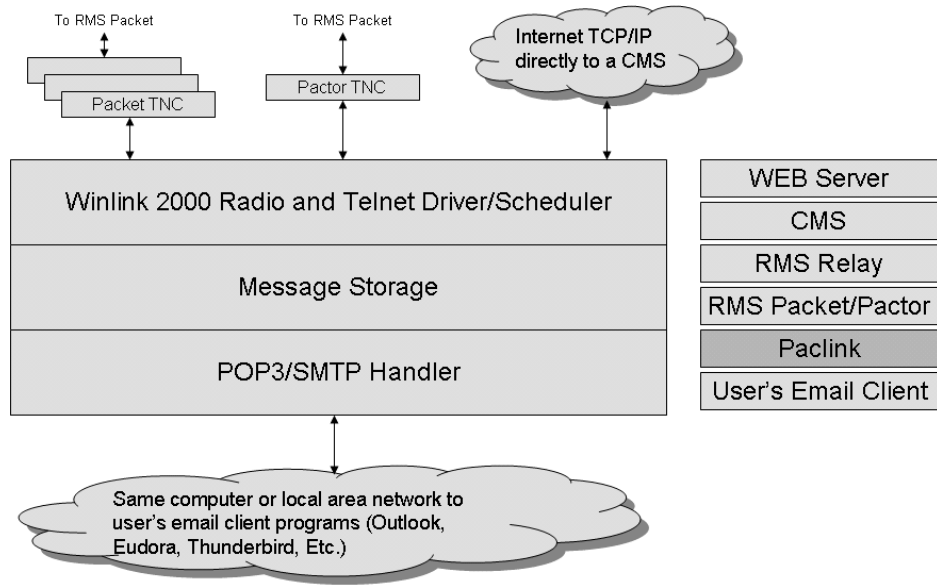 To RMS Packet
To RMS Packet
Internet TCP/IP
directly to a CMS
Packet TNC
Pactor TNC
Winlink 2000 Radio and Telnet Driver/Scheduler
Message Storage
POP3/SMTP Handler
WEB Server
CMS
RMS Relay
RMS Packet/Pactor
Paclink
User's Email Client
Same computer or local area network to
user's email client programs (Outlook,
Eudora, Thunderbird, Etc.)